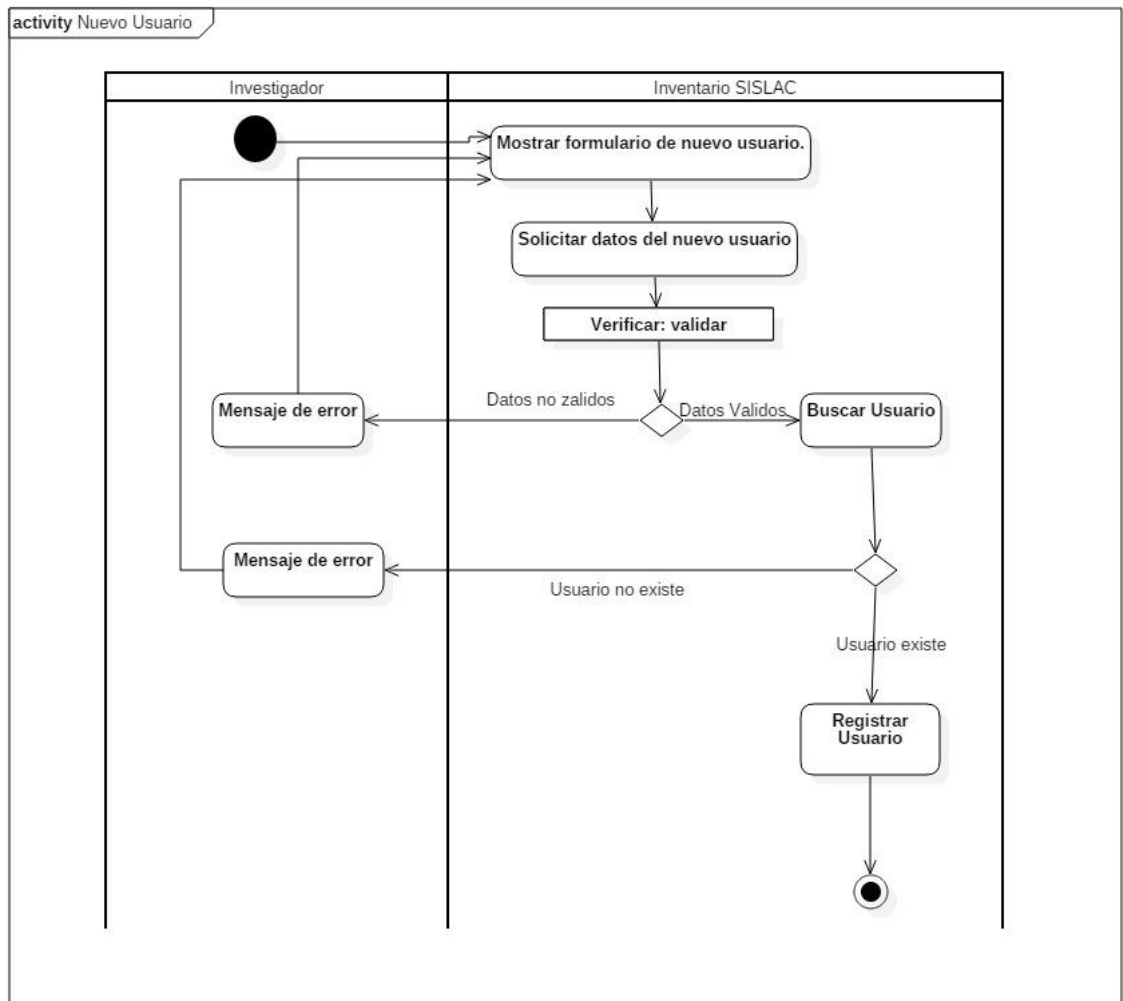 activity Nuevo Usuario
Investigador
Inventario SISLAC
Mostrar formulario de nuevo usuario.
Solicitar datos del nuevo usuario
Verificar: validar
Datos no zalidos
Datos Validos
Mensaje de error
Buscar Usuario
Mensaje de error
Usuario no existe
Usuario existe
Registrar
Usuario